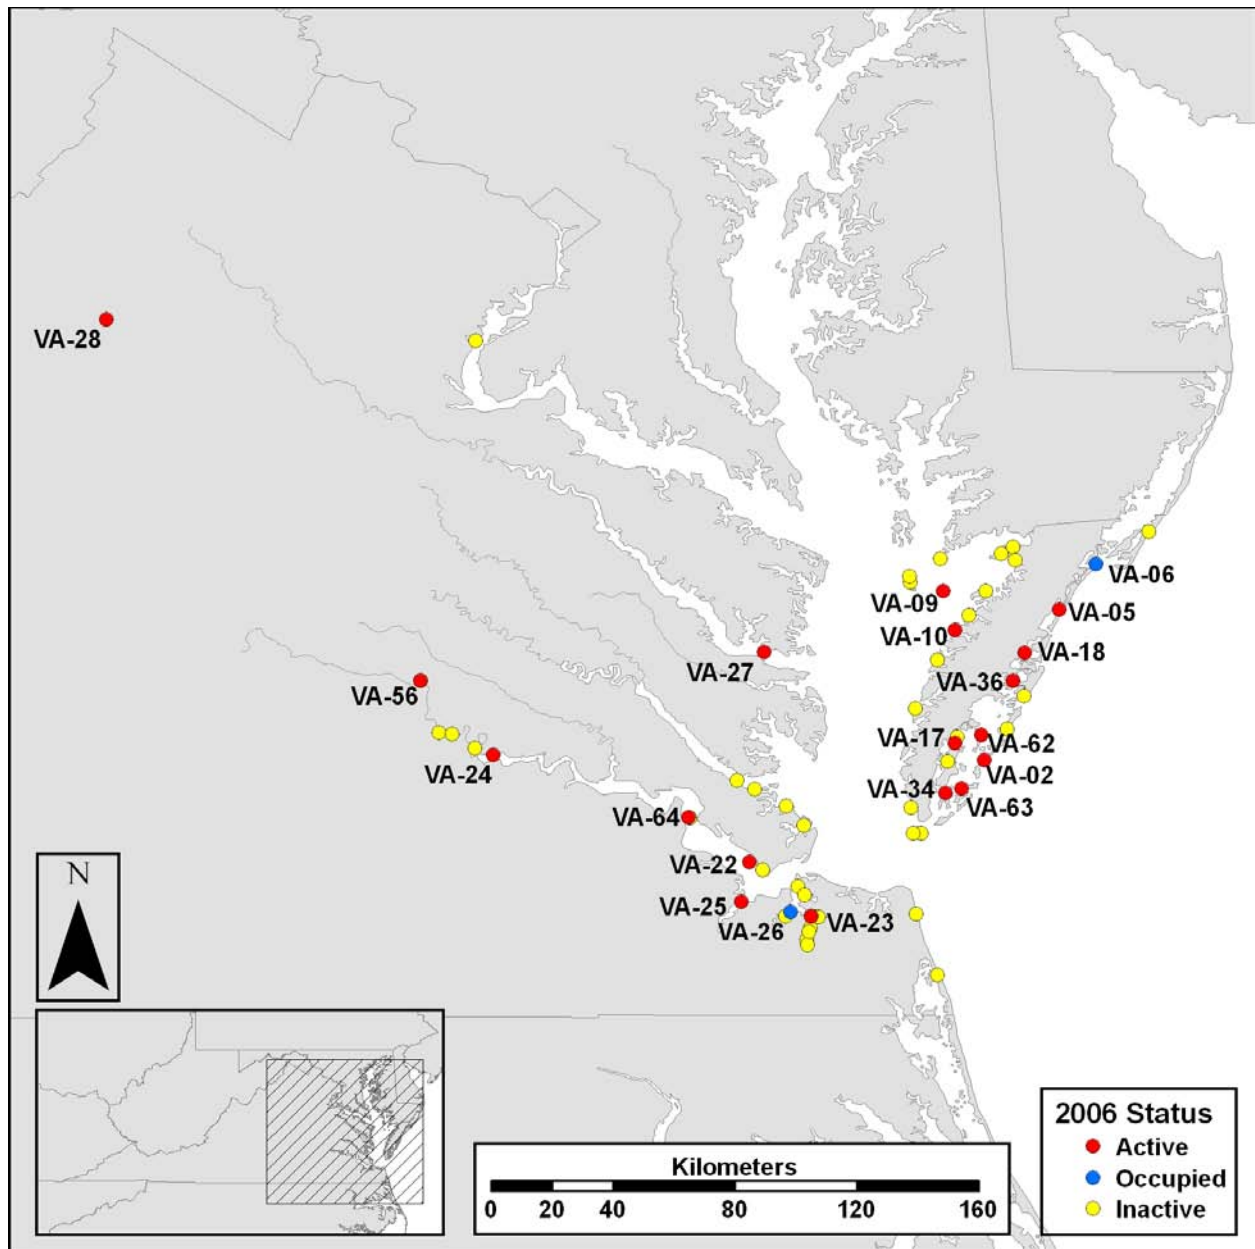 VA-28
VA-06
VA-09
VA-05
VA-10
VA-18
VA-27
VA-36
VA-56
VA-17
VA-62
VA-24
VA-02
VA-34
VA-63
VA-64
VA-22
VA-25
VA-26
VA-23
N
2006 Status
Active
Occupied
Inactive
Kilometers
0 20 40 80 120 160